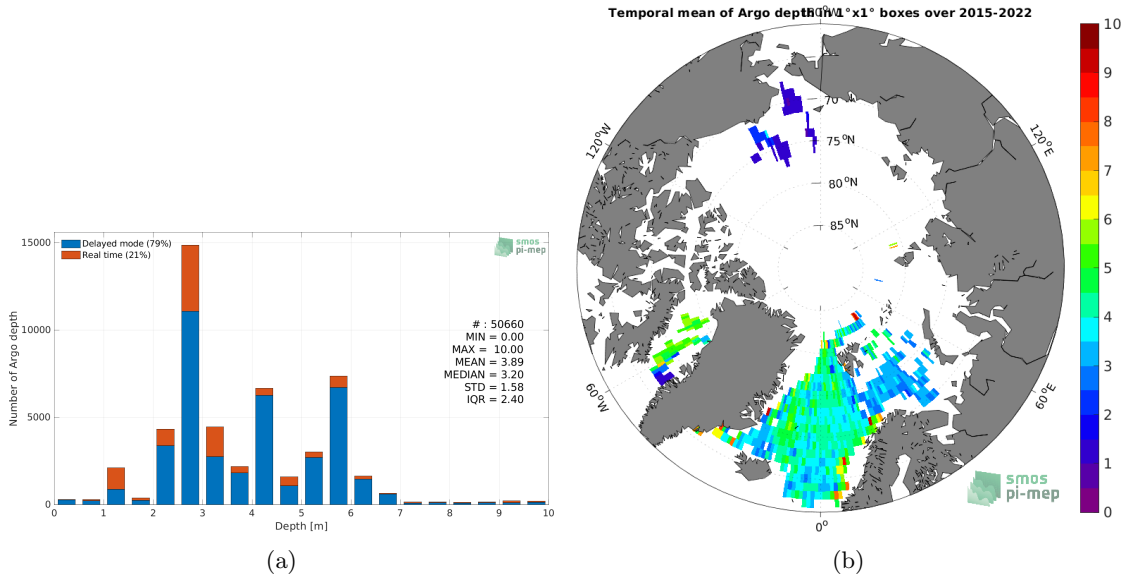 Temporal mean of Argo depth in 1°x1° boxes over 2015-2022
Delayed mode (79%)
Real time (21%)
smos
pi-mep
# : 50660
MIN = 0.00
MAX = 10.00
MEAN = 3.89
MEDIAN = 3.20
STD = 1.58
IQR = 2.40
Number of Argo depth
15000
10000
5000
0
0 1 2 3 4 5 6 7 8 9 10
Depth [m]
(a)
120°W
120°E
60°W
60°E
0°
75°N
80°N
85°N
smos
pi-mep
10
9
8
7
6
5
4
3
2
1
0
(b)